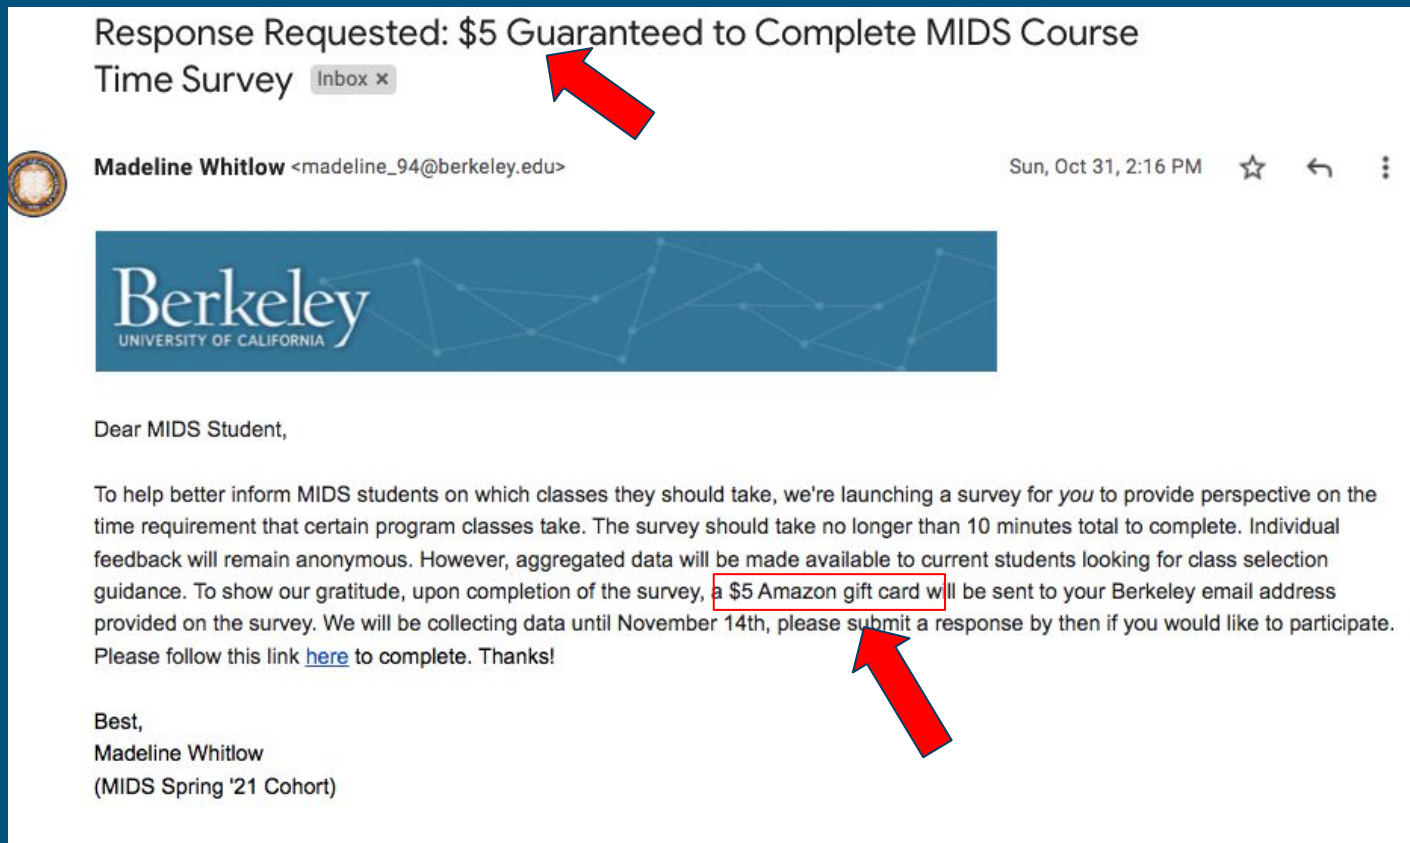 Response Requested: $5 Guaranteed to Complete MIDS Course
Time Survey Inbox ×
Madeline Whitlow <madeline_94@berkeley.edu> Sun, Oct 31, 2:16 PM
Berkeley
UNIVERSITY OF CALIFORNIA
Dear MIDS Student,
To help better inform MIDS students on which classes they should take, we're launching a survey for you to provide perspective on the
time requirement that certain program classes take. The survey should take no longer than 10 minutes total to complete. Individual
feedback will remain anonymous. However, aggregated data will be made available to current students looking for class selection
guidance. To show our gratitude, upon completion of the survey, a $5 Amazon gift card will be sent to your Berkeley email address
provided on the survey. We will be collecting data until November 14th, please submit a response by then if you would like to participate.
Please follow this link here to complete. Thanks!
Best,
Madeline Whitlow
(MIDS Spring '21 Cohort)